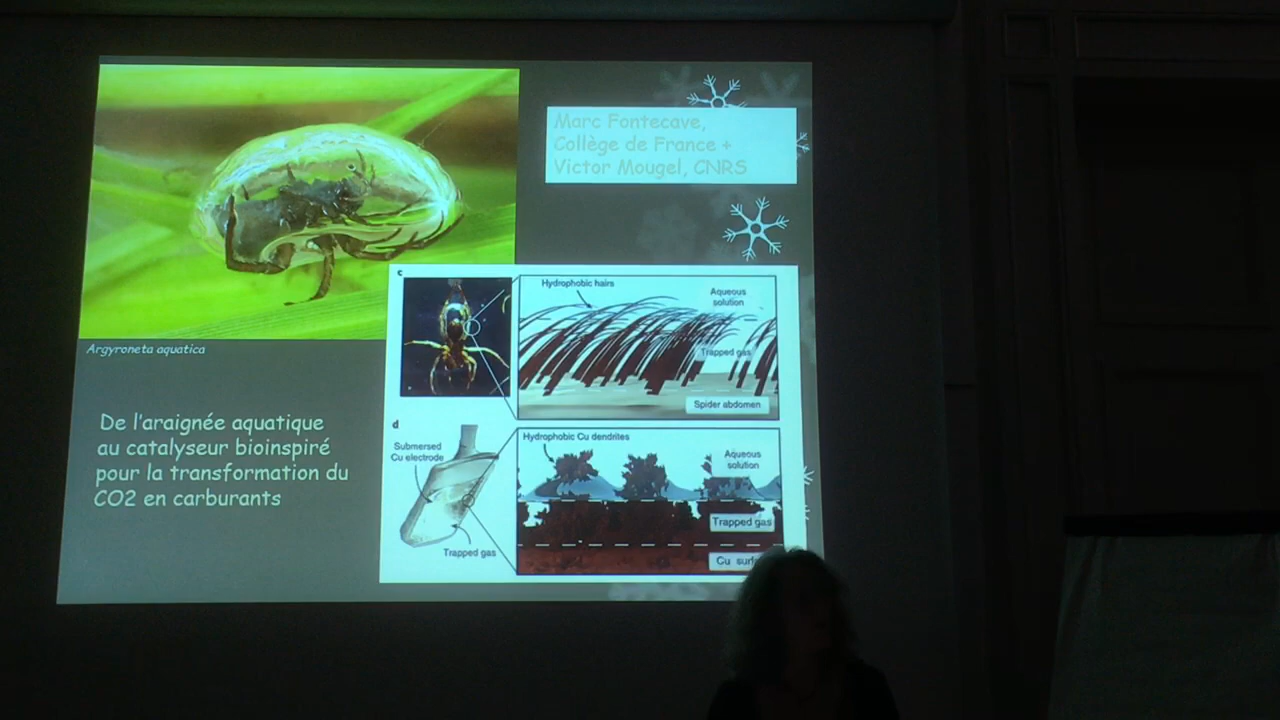 Marc Fontecave,
Collège de France +
Victor Mougel, CNRS
Argyroneta aquatica
De l'araignée aquatique
au catalyseur bioinspiré
pour la transformation du
CO2 en carburants
c
Hydrophobic hairs
Aqueous
solution
Trapped gas
Spider abdomen
d
Submersed
Cu electrode
Trapped gas
Hydrophobic Cu dendrites
Aqueous
solution
Trapped gas
Cu